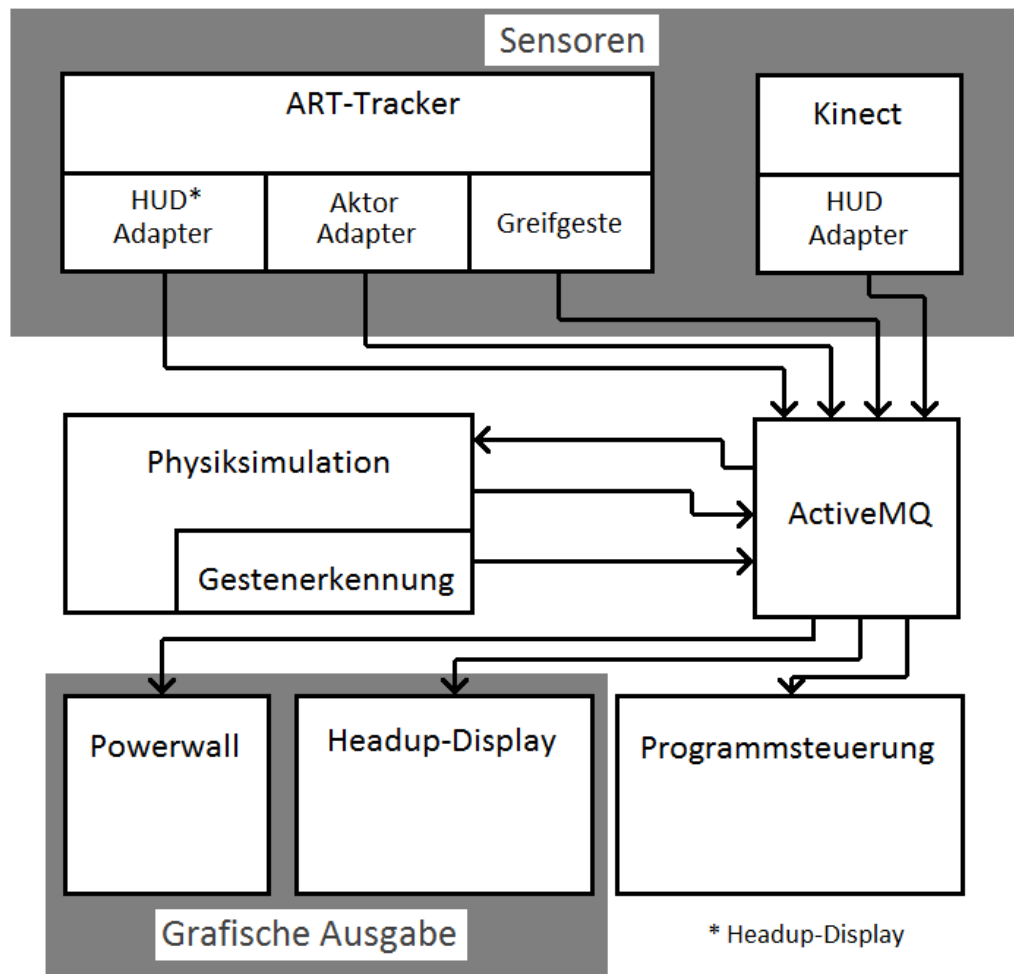 Sensoren
ART-Tracker
HUD*
Adapter
Aktor
Adapter
Greifgeste
Kinect
HUD
Adapter
Physiksimulation
Gestenerkennung
ActiveMQ
Powerwall
Headup-Display
Programmsteuerung
Grafische Ausgabe
* Headup-Display